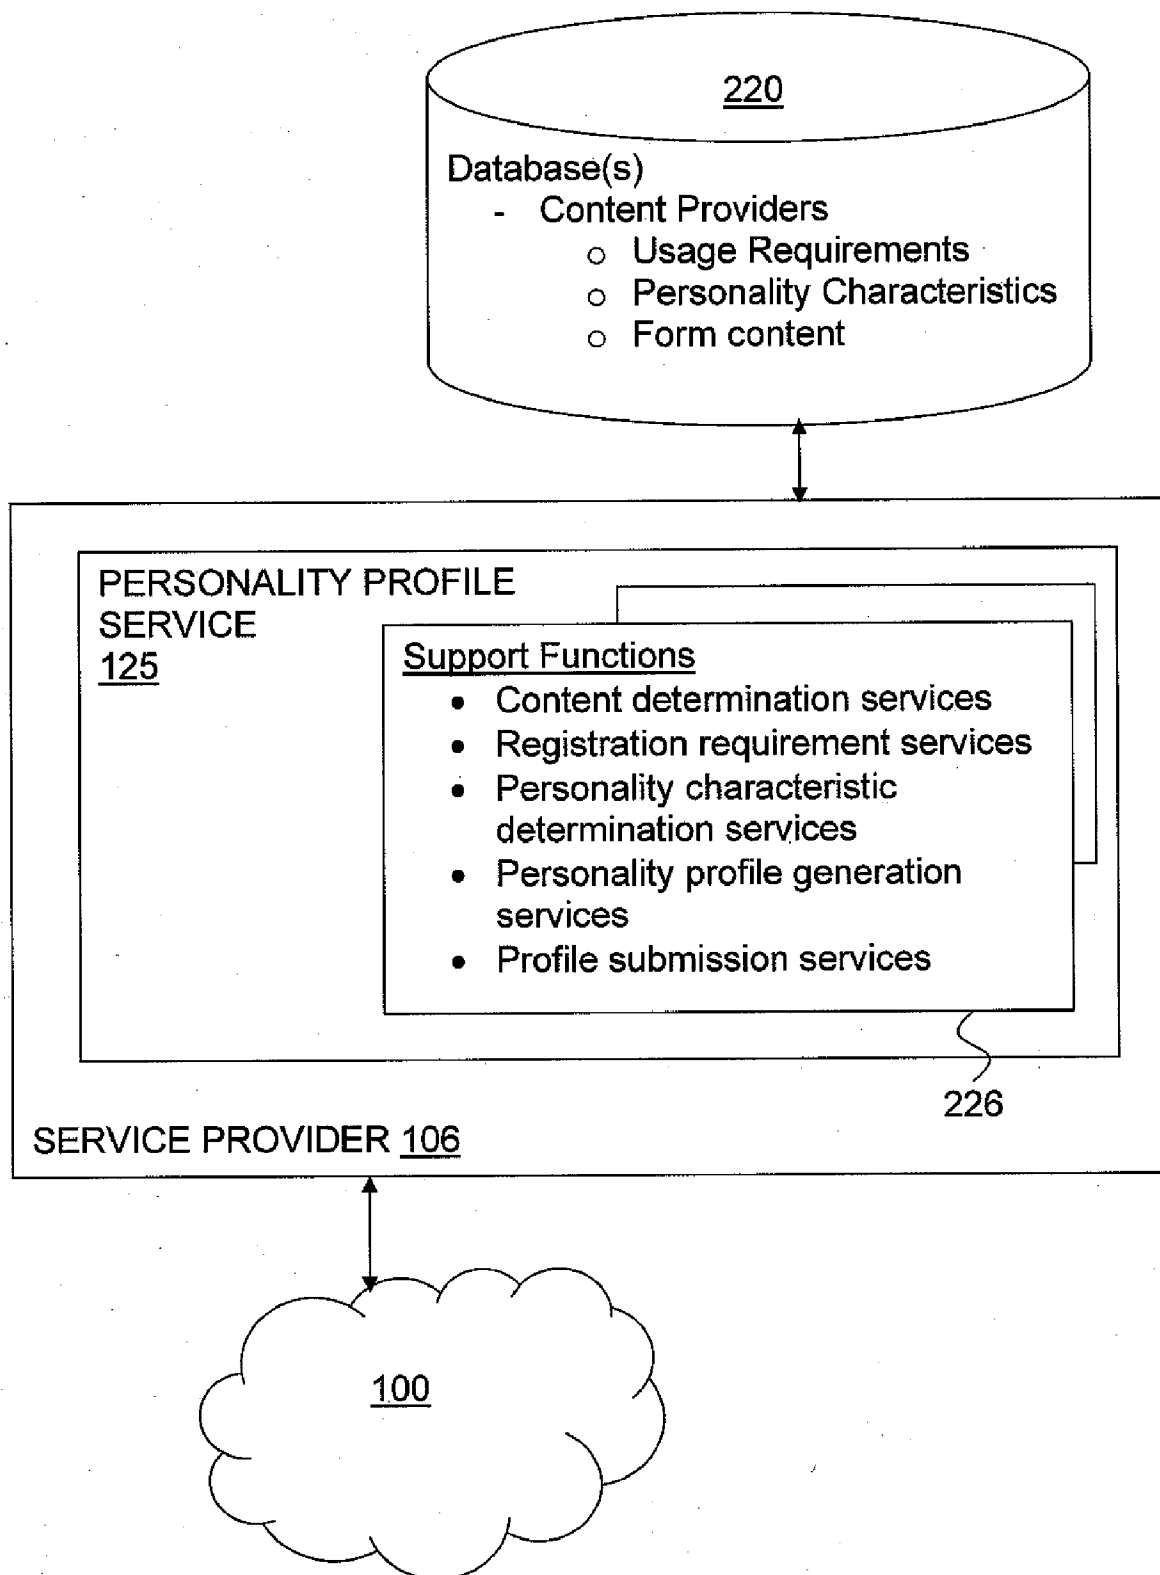 220
Database(s)
- Content Providers
○ Usage Requirements
○ Personality Characteristics
○ Form content
PERSONALITY PROFILE
SERVICE
125
Support Functions
• Content determination services
• Registration requirement services
• Personality characteristic
determination services
• Personality profile generation
services
• Profile submission services
226
SERVICE PROVIDER 106
100